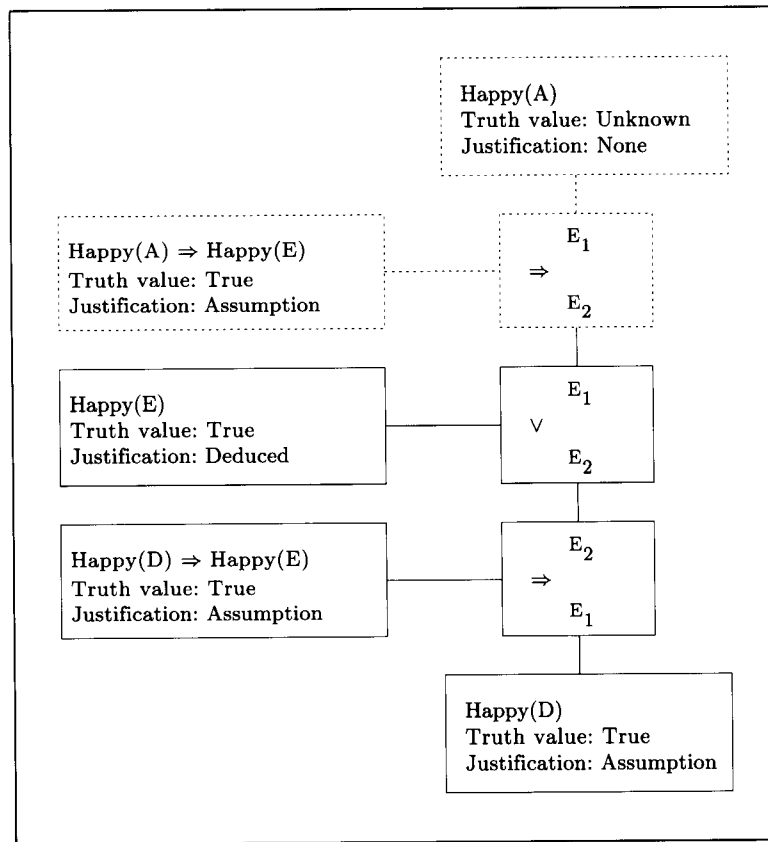 Happy(A)
Truth value: Unknown
Justification: None
E1
Happy(A) ⇒ Happy(E)
Truth value: True
⇒
Justification: Assumption
E2
Happy(E)
Truth value: True
Justification: Deduced
E1
∨
E2
Happy(D) ⇒ Happy(E)
Truth value: True
Justification: Assumption
E2
⇒
E1
Happy(D)
Truth value: True
Justification: Assumption